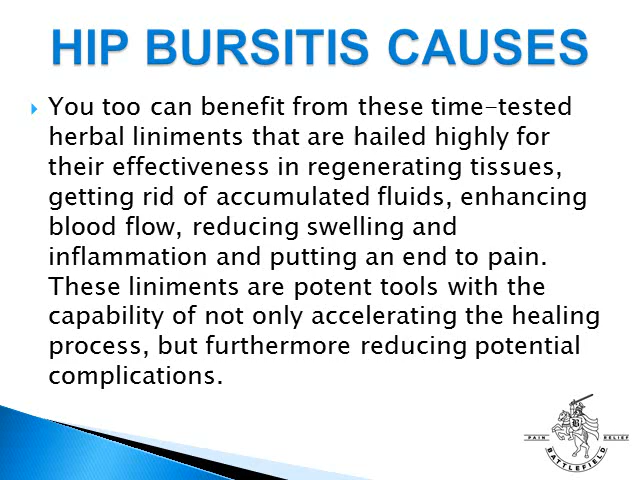 HIP BURSITIS CAUSES
You too can benefit from these time-tested
herbal liniments that are hailed highly for
their effectiveness in regenerating tissues,
getting rid of accumulated fluids, enhancing
blood flow, reducing swelling and
inflammation and putting an end to pain.
These liniments are potent tools with the
capability of not only accelerating the healing
process, but furthermore reducing potential
complications.
B
PAIN RELIEF
BATTLEFIELD